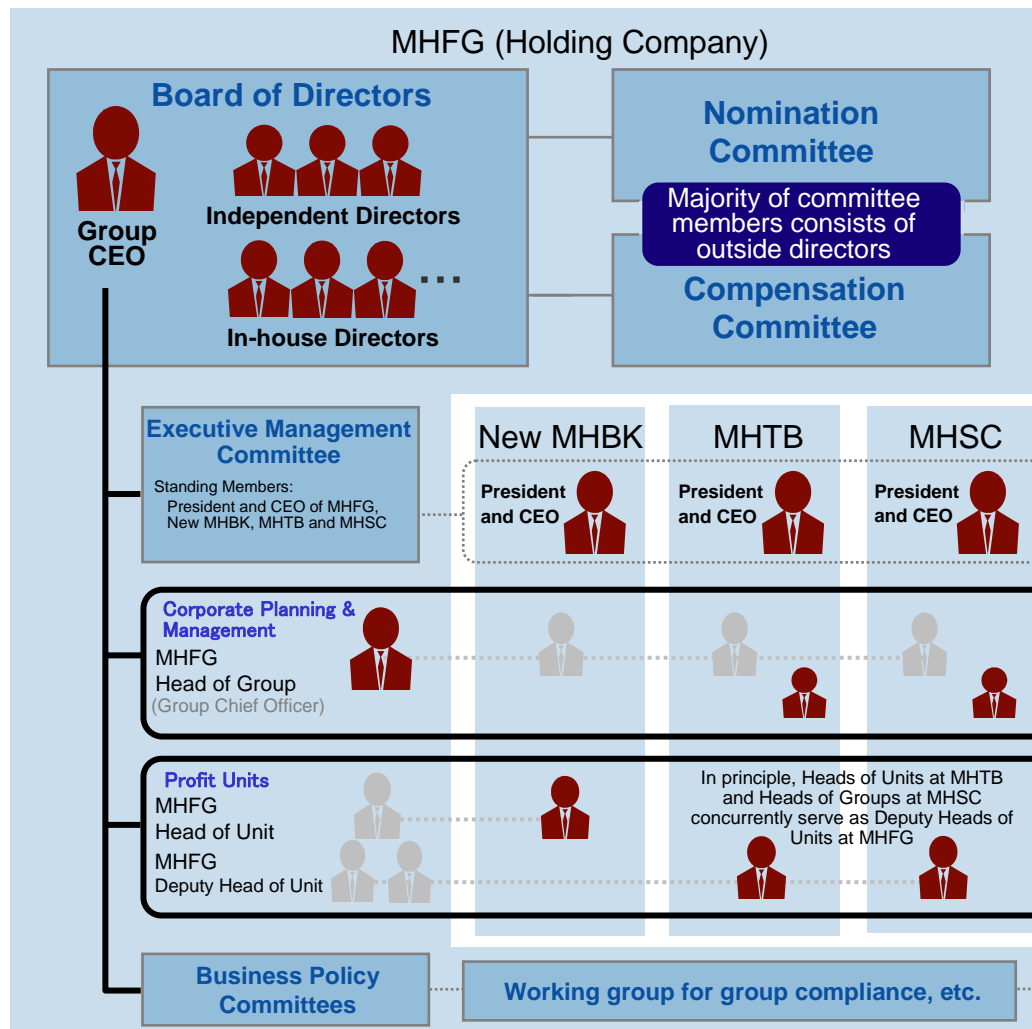 MHFG (Holding Company)
Board of Directors
Group
CEO
Independent Directors
In-house Directors
...
Nomination
Committee
Majority of committee
members consists of
outside directors
Compensation
Committee
Executive Management
Committee
Standing Members:
President and CEO of MHFG,
New MHBK, MHTB and MHSC
New MHBK
MHTB
MHSC
President
and CEO
President
and CEO
President
and CEO
Corporate Planning &
Management
MHFG
Head of Group
(Group Chief Officer)
Profit Units
MHFG
Head of Unit
MHFG
Deputy Head of Unit
In principle, Heads of Units at MHTB
and Heads of Groups at MHSC
concurrently serve as Deputy Heads of
Units at MHFG
Business Policy
Committees
Working group for group compliance, etc.